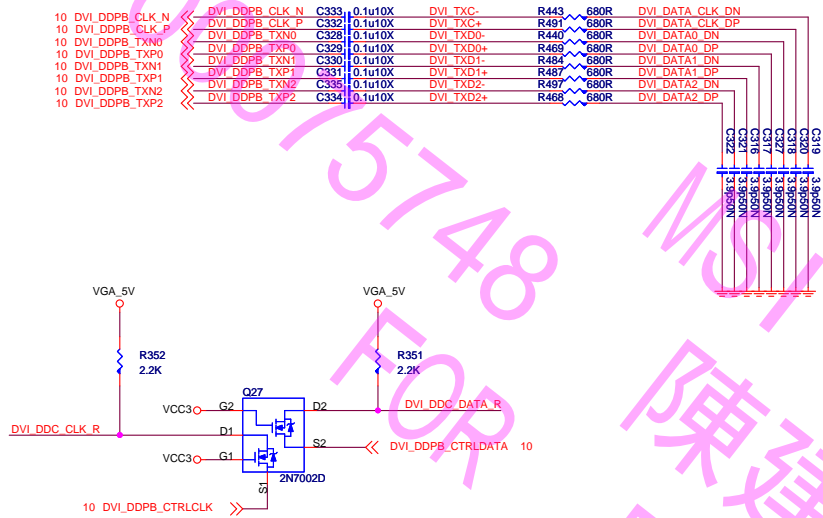 10 DVI_DDPB_CLK_N DVI_DDPB_CLK_N C333 0.1u10X DVI_TXC- R443 680R DVI_DATA_CLK_DN
10 DVI_DDPB_CLK_P DVI_DDPB_CLK_P C332 0.1u10X DVI_TXC+ R491 680R DVI_DATA_CLK_DP
10 DVI_DDPB_TXN0 DVI_DDPB_TXN0 C328 0.1u10X DVI_TXD0- R440 680R DVI_DATA0_DN
10 DVI_DDPB_TXP0 DVI_DDPB_TXP0 C329 0.1u10X DVI_TXD0+ R469 680R DVI_DATA0_DP
10 DVI_DDPB_TXN1 DVI_DDPB_TXN1 C330 0.1u10X DVI_TXD1- R484 680R DVI_DATA1_DN
10 DVI_DDPB_TXP1 DVI_DDPB_TXP1 C331 0.1u10X DVI_TXD1+ R487 680R DVI_DATA1_DP
10 DVI_DDPB_TXN2 DVI_DDPB_TXN2 C335 0.1u10X DVI_TXD2- R497 680R DVI_DATA2_DN
10 DVI_DDPB_TXP2 DVI_DDPB_TXP2 C334 0.1u10X DVI_TXD2+ R468 680R DVI_DATA2_DP
C322 C321 C316 C317 C327 C318 C320 C319
3.9p50N 3.9p50N 3.9p50N 3.9p50N 3.9p50N 3.9p50N 3.9p50N 3.9p50N
VGA_5V VGA_5V
R352 R351
2.2K 2.2K
Q27
VCC3 G2 D2 DVI_DDC_DATA_R
DVI_DDC_CLK_R D1
S2 DVI_DDPB_CTRLDATA 10
VCC3 G1
2N7002D
S1
10 DVI_DDPB_CTRLCLK
MSI
FOR
陳建